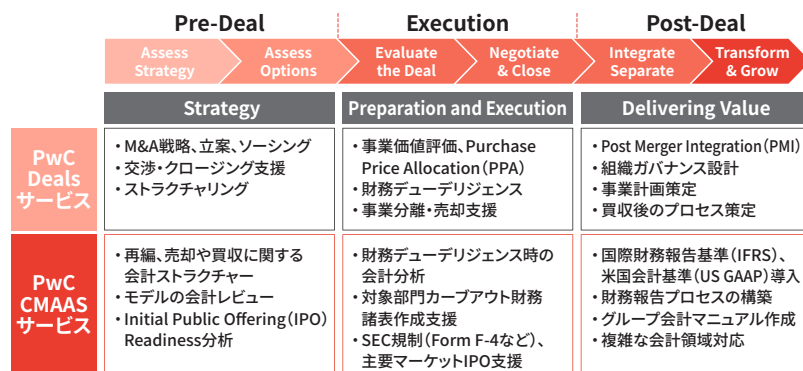 Pre-Deal
Execution
Post-Deal
Assess
Strategy
Assess
Options
Evaluate
the Deal
Negotiate
& Close
Integrate
Separate
Transform
& Grow
Strategy
Preparation and Execution
Delivering Value
PwC
Deals
サービス
・M&A戦略、立案、ソーシング
・交渉・クロージング支援
・ストラクチャリング
・事業価値評価、Purchase
Price Allocation（PPA）
・財務デューデリジェンス
・事業分離・売却支援
・Post Merger Integration（PMI）
・組織ガバナンス設計
・事業計画策定
・買収後のプロセス策定
PwC
CMAAS
サービス
・再編、売却や買収に関する
会計ストラクチャー
・モデルの会計レビュー
・Initial Public Offering（IPO）
Readiness分析
・財務デューデリジェンス時の
会計分析
・対象部門カーブアウト財務
諸表作成支援
・SEC規制（Form F-4など）、
主要マーケットIPO支援
・国際財務報告基準（IFRS）、
米国会計基準（US GAAP）導入
・財務報告プロセスの構築
・グループ会計マニュアル作成
・複雑な会計領域対応